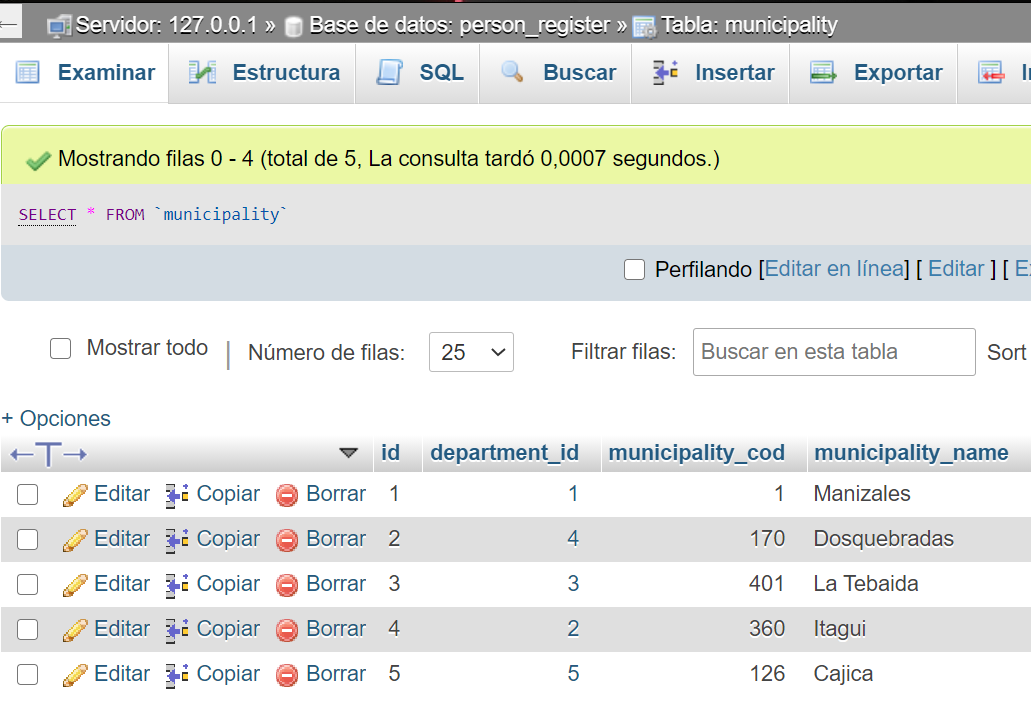 Servidor: 127.0.0.1 » Base de datos: person_register » Tabla: municipality
Examinar Estructura SQL Buscar Insertar Exportar
Mostrando filas 0 - 4 (total de 5, La consulta tardó 0,0007 segundos.)
SELECT * FROM `municipality`
Perfilando [Editar en línea] [ Editar ] [
Mostrar todo | Número de filas: 25 Filtrar filas: Buscar en esta tabla Sort
+ Opciones
←T→ id department_id municipality_cod municipality_name
Editar Copiar Borrar 1 1 1 Manizales
Editar Copiar Borrar 2 4 170 Dosquebradas
Editar Copiar Borrar 3 3 401 La Tebaida
Editar Copiar Borrar 4 2 360 Itagui
Editar Copiar Borrar 5 5 126 Cajica